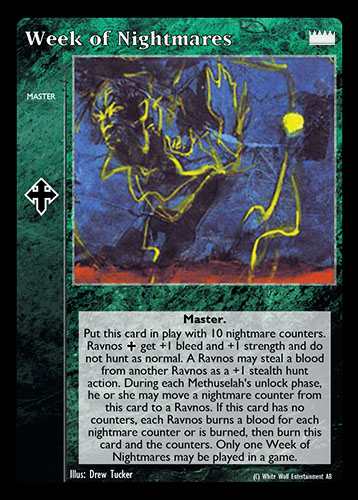 Week of Nightmares
MASTER
Master.
Put this card in play with 10 nightmare counters.
Ravnos get +1 bleed and +1 strength and do
not hunt as normal. A Ravnos may steal a blood
from another Ravnos as a +1 stealth hunt
action. During each Methuselah's unlock phase,
he or she may move a nightmare counter from
this card to a Ravnos. If this card has no
counters, each Ravnos burns a blood for each
nightmare counter or is burned, then burn this
card and the counters. Only one Week of
Nightmares may be played in a game.
Illus: Drew Tucker
(C) White Wolf Entertainment AB